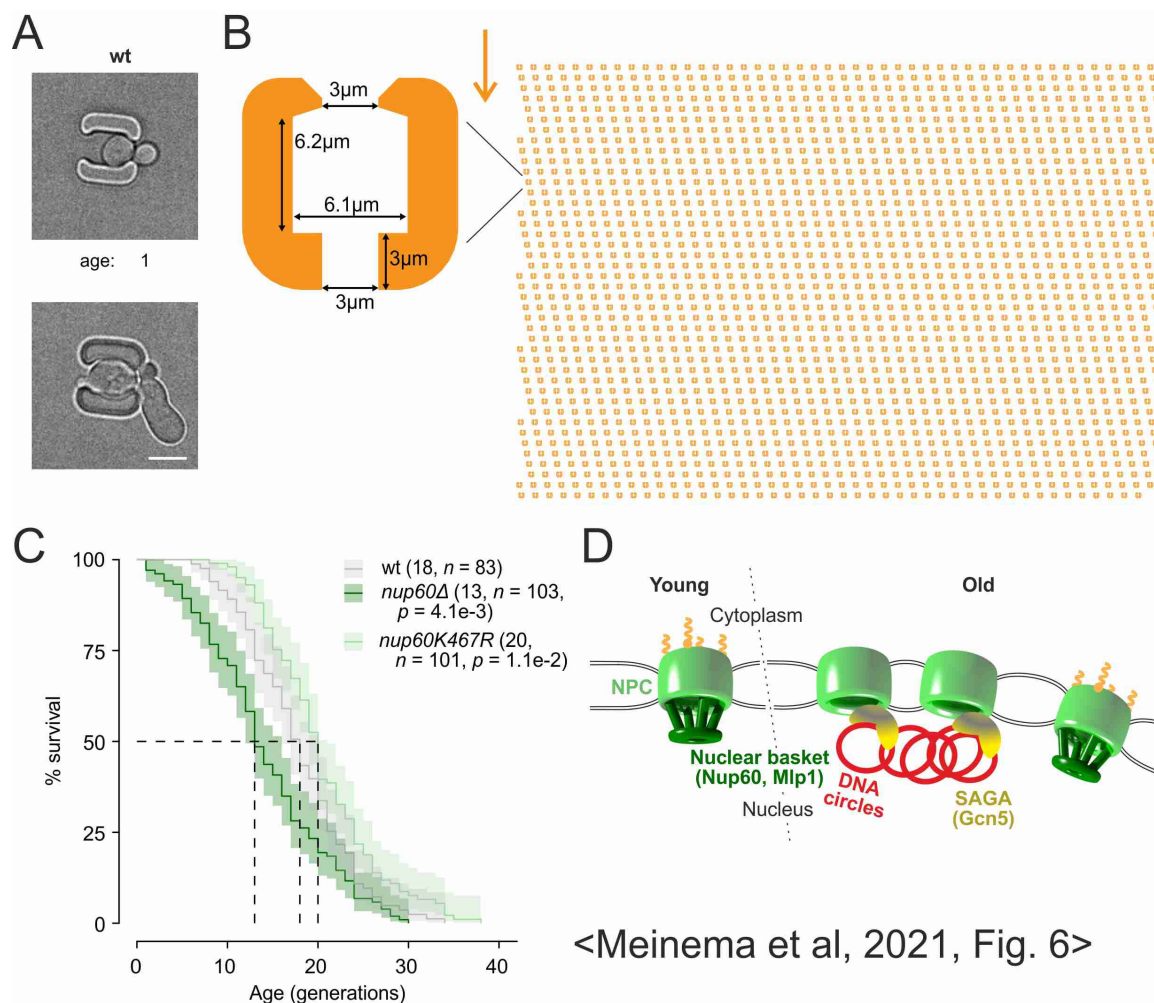 A
wt
age: 1
B
3µm
6.2µm
6.1µm
3µm
3µm
C
100
75
50
25
0
% survival
0 10 20 30 40
Age (generations)
wt (18, n = 83)
nup60Δ (13, n = 103,
p = 4.1e-3)
nup60K467R (20,
n = 101, p = 1.1e-2)
D
Young
Old
Cytoplasm
NPC
Nuclear basket
(Nup60, Mlp1)
Nucleus
DNA
circles
SAGA
(Gcn5)
<Meinema et al, 2021, Fig. 6>